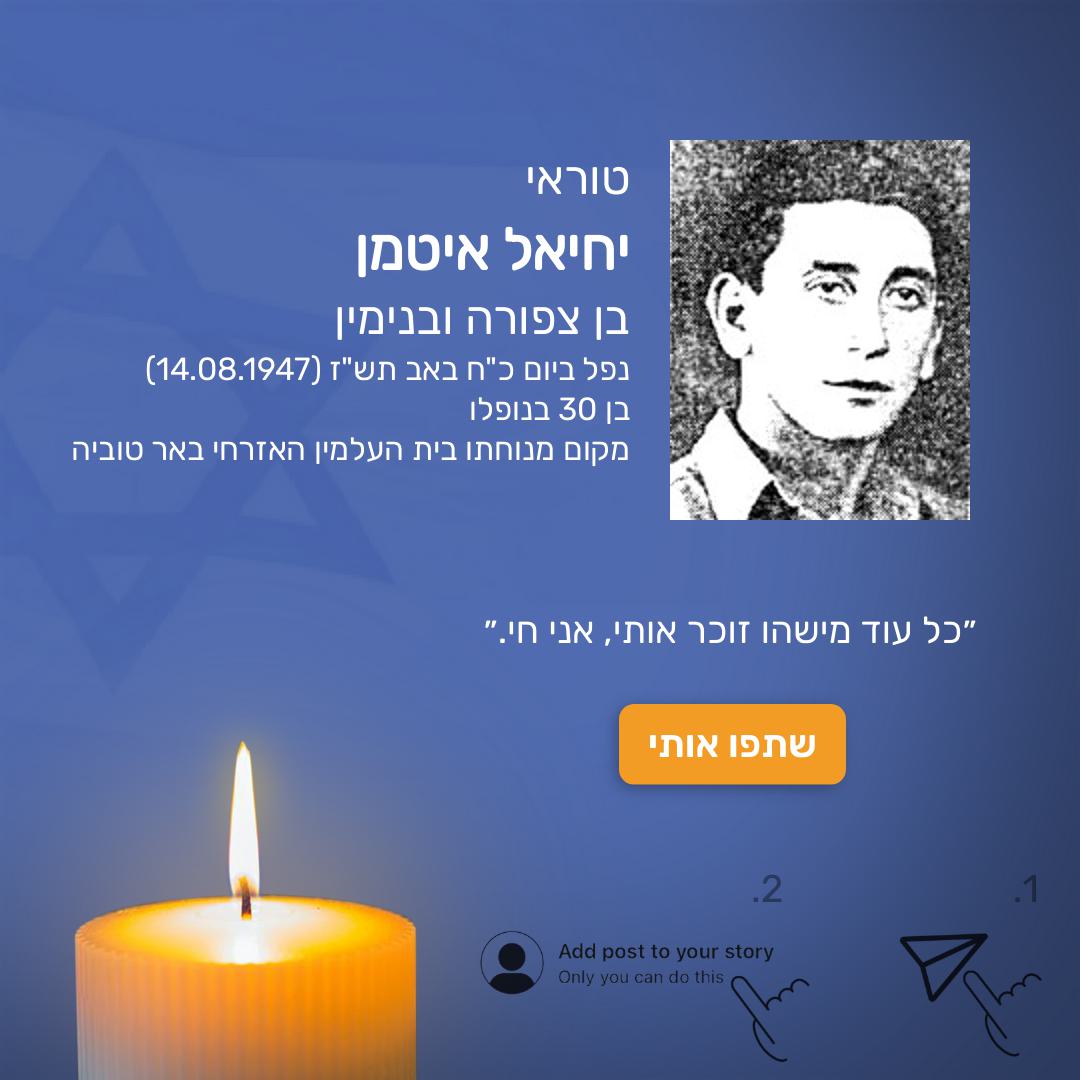 טוראי
יחיאל איטמן
בן צפורה ובנימין
נפל ביום כ"ח באב תש"ז (14.08.1947)
בן 30 בנופלו
מקום מנוחתו בית העלמין האזרחי באר טוביה
״כל עוד מישהו זוכר אותי, אני חי.״
שתפו אותי
1.
2.
Add post to your story
Only you can do this